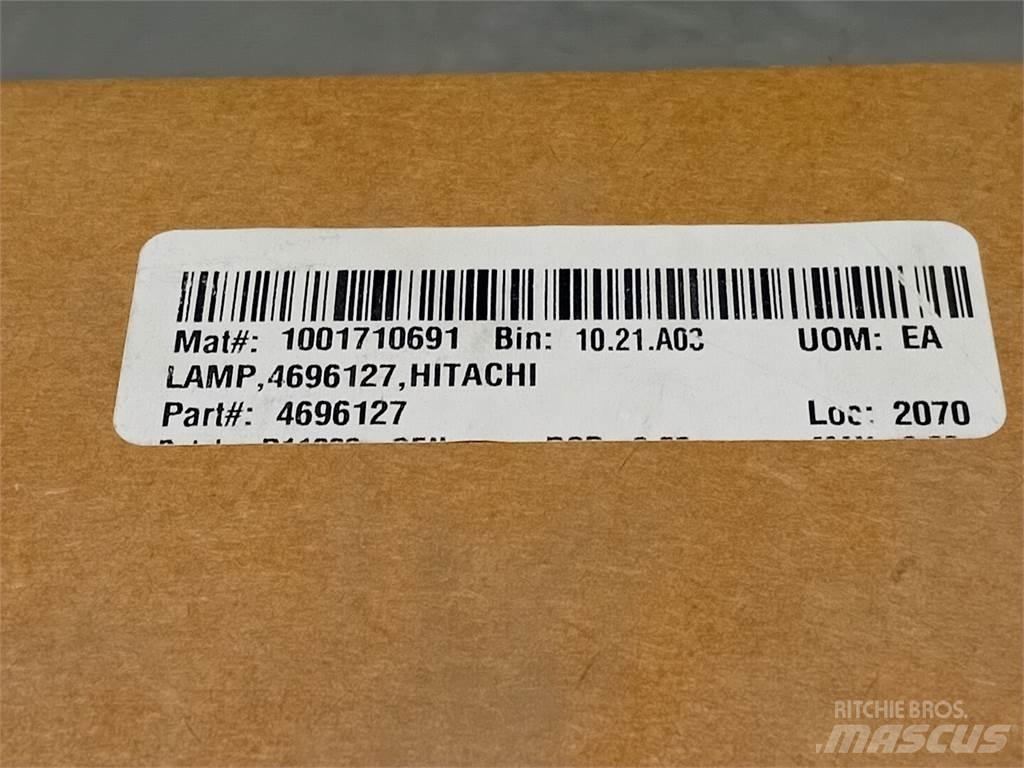 Mat#: 1001710691 Bin: 10.21.A03 UOM: EA
LAMP,4696127,HITACHI
Part#: 4696127 Loc: 2070
RITCHIE BROS.
MASCUS